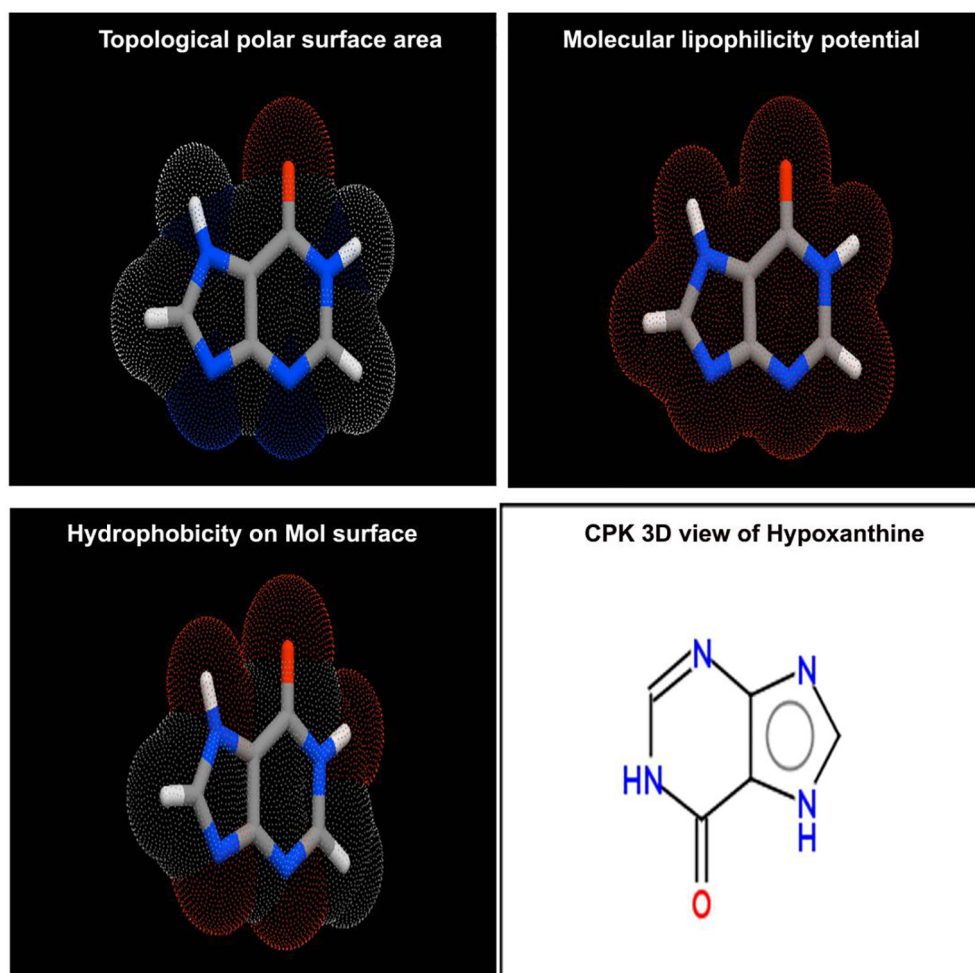 Topological polar surface area
Molecular lipophilicity potential
Hydrophobicity on Mol surface
CPK 3D view of Hypoxanthine
N
N
HN
N
H
O